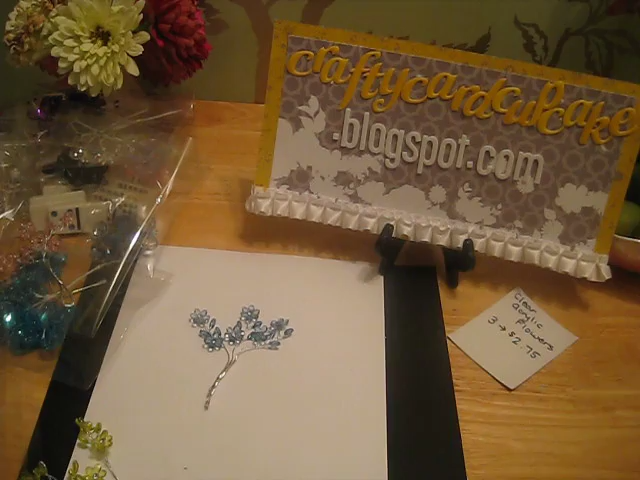 craftycardcupcake
.blogspot.com
Clear
acrylic
flowers
3 → $2.75